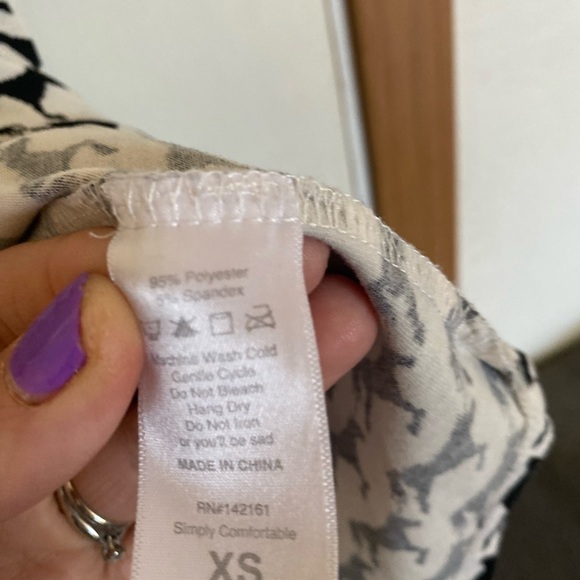 95% Polyester
5% Spandex
Machine Wash Cold
Gentle Cycle
Do Not Bleach
Hang Dry
Do Not Iron
or you'll be sad
MADE IN CHINA
RN#142161
Simply Comfortable
XS